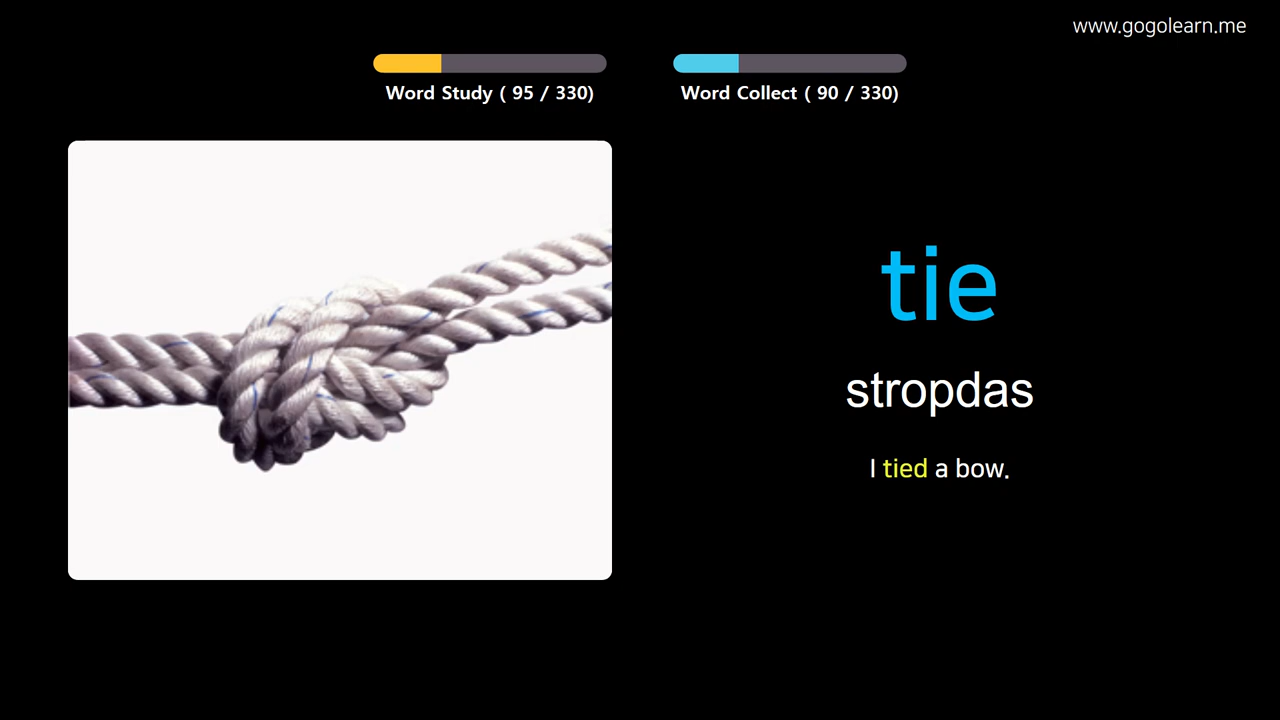 www.gogolearn.me
Word Study ( 95 / 330)
Word Collect ( 90 / 330)
tie
stropdas
I tied a bow.